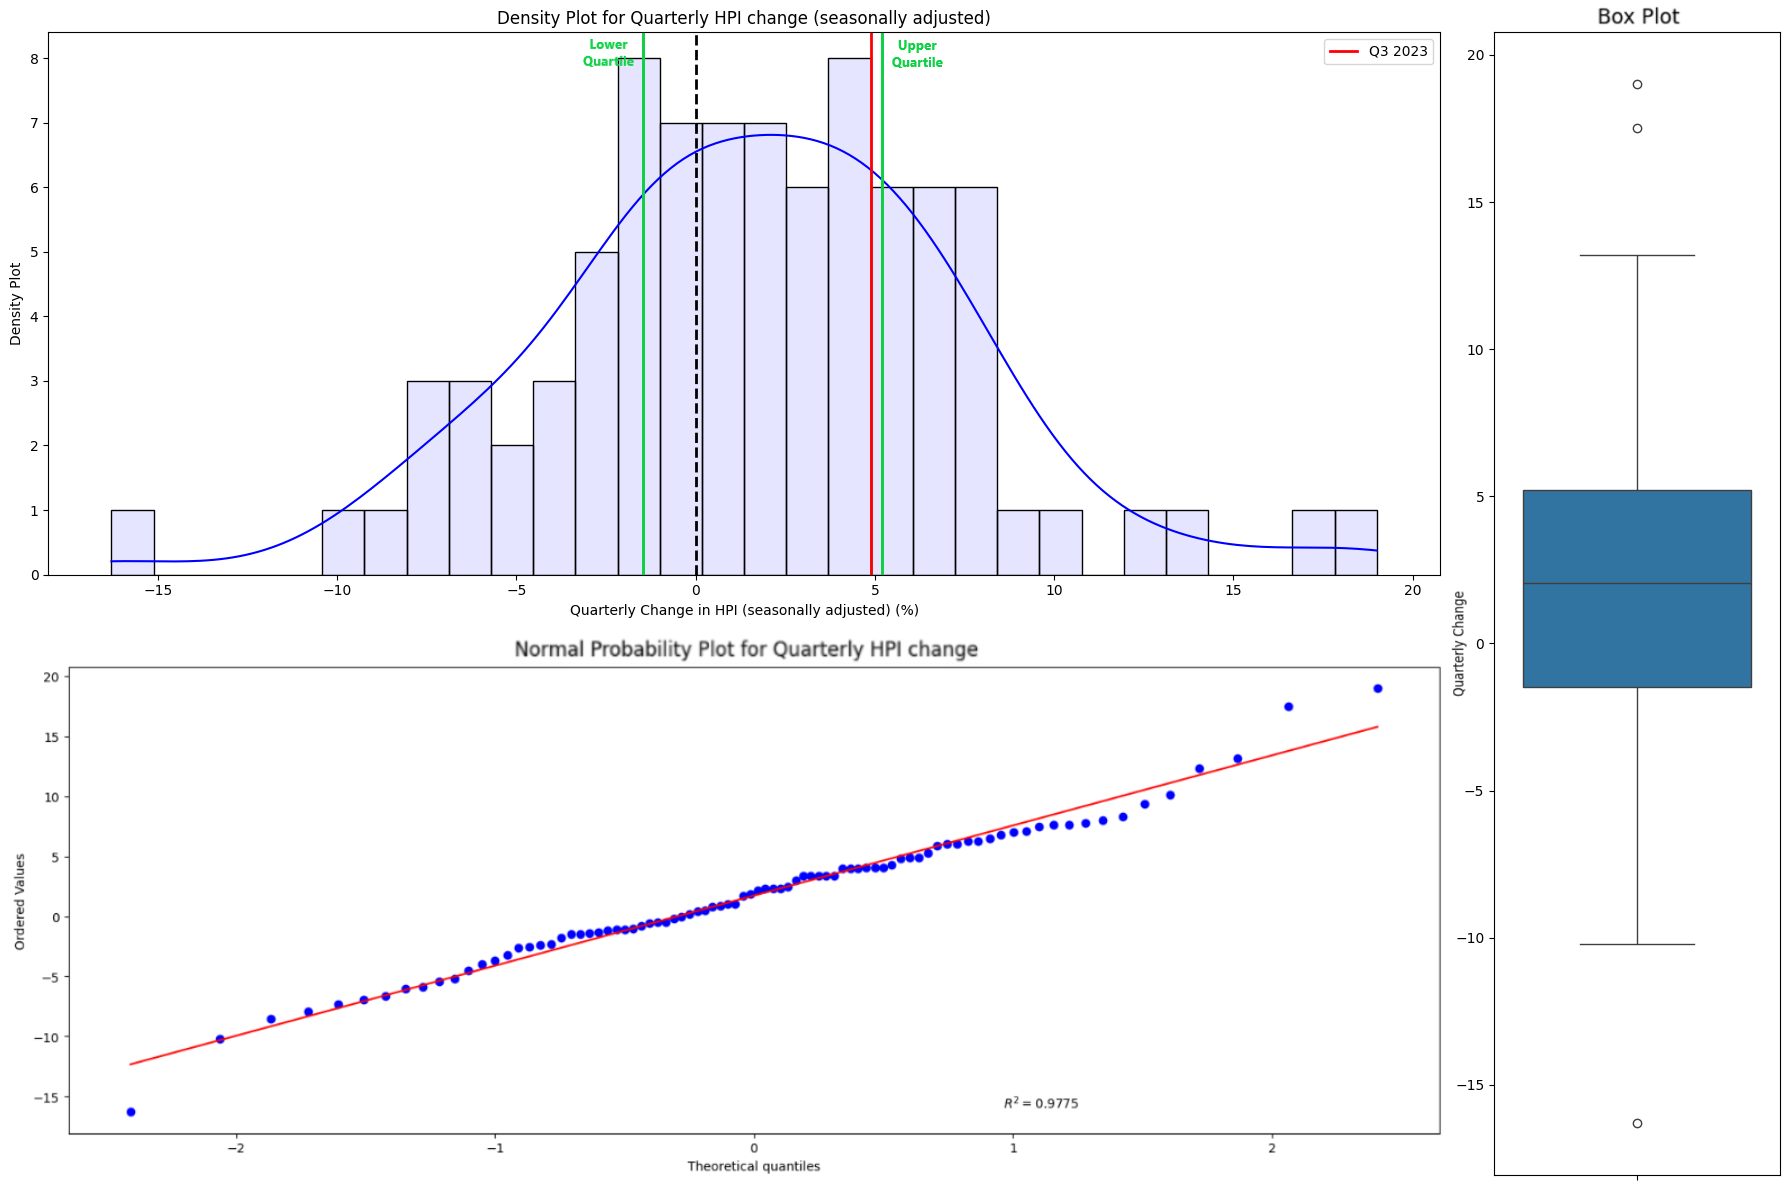 Density Plot for Quarterly HPI change (seasonally adjusted)
Lower
Quartile
Upper
Quartile
Q3 2023
Density Plot
8
7
6
5
4
3
2
1
0
−15
−10
−5
0
5
10
15
20
Quarterly Change in HPI (seasonally adjusted) (%)
Normal Probability Plot for Quarterly HPI change
Ordered Values
20
15
10
5
0
−5
−10
−15
R² = 0.9775
−2
−1
0
1
2
Theoretical quantiles
Box Plot
Quarterly Change
20
15
10
5
0
−5
−10
−15